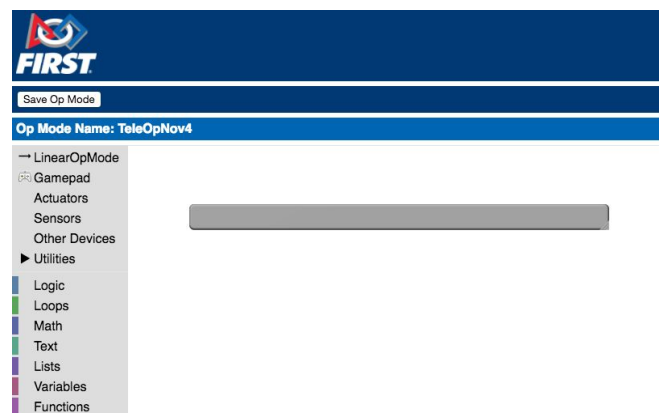 FIRST
Save Op Mode
Op Mode Name: TeleOpNov4
LinearOpMode
Gamepad
Actuators
Sensors
Other Devices
Utilities
Logic
Loops
Math
Text
Lists
Variables
Functions